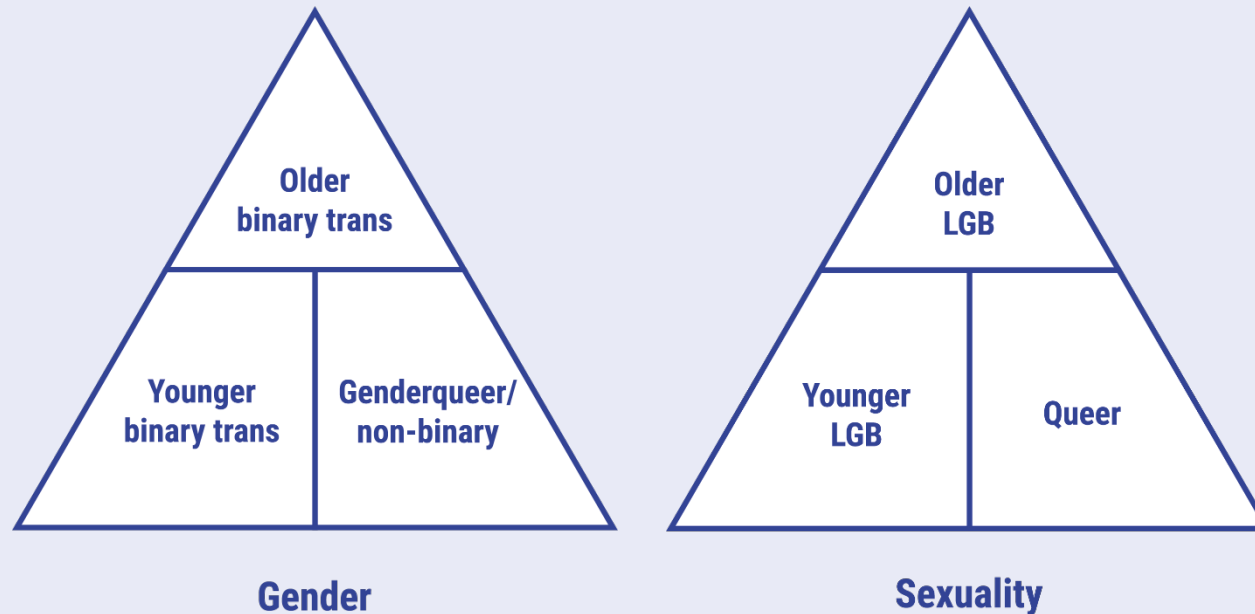 Older
binary trans
Younger
binary trans
Genderqueer/
non-binary
Gender
Older
LGB
Younger
LGB
Queer
Sexuality